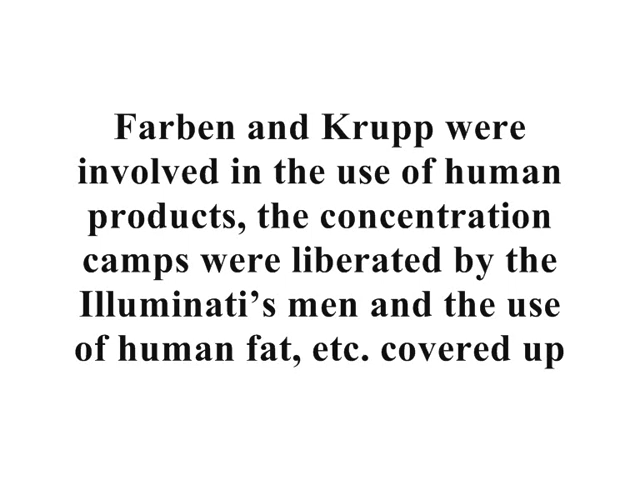 Farben and Krupp were
involved in the use of human
products, the concentration
camps were liberated by the
Illuminati’s men and the use
of human fat, etc. covered up